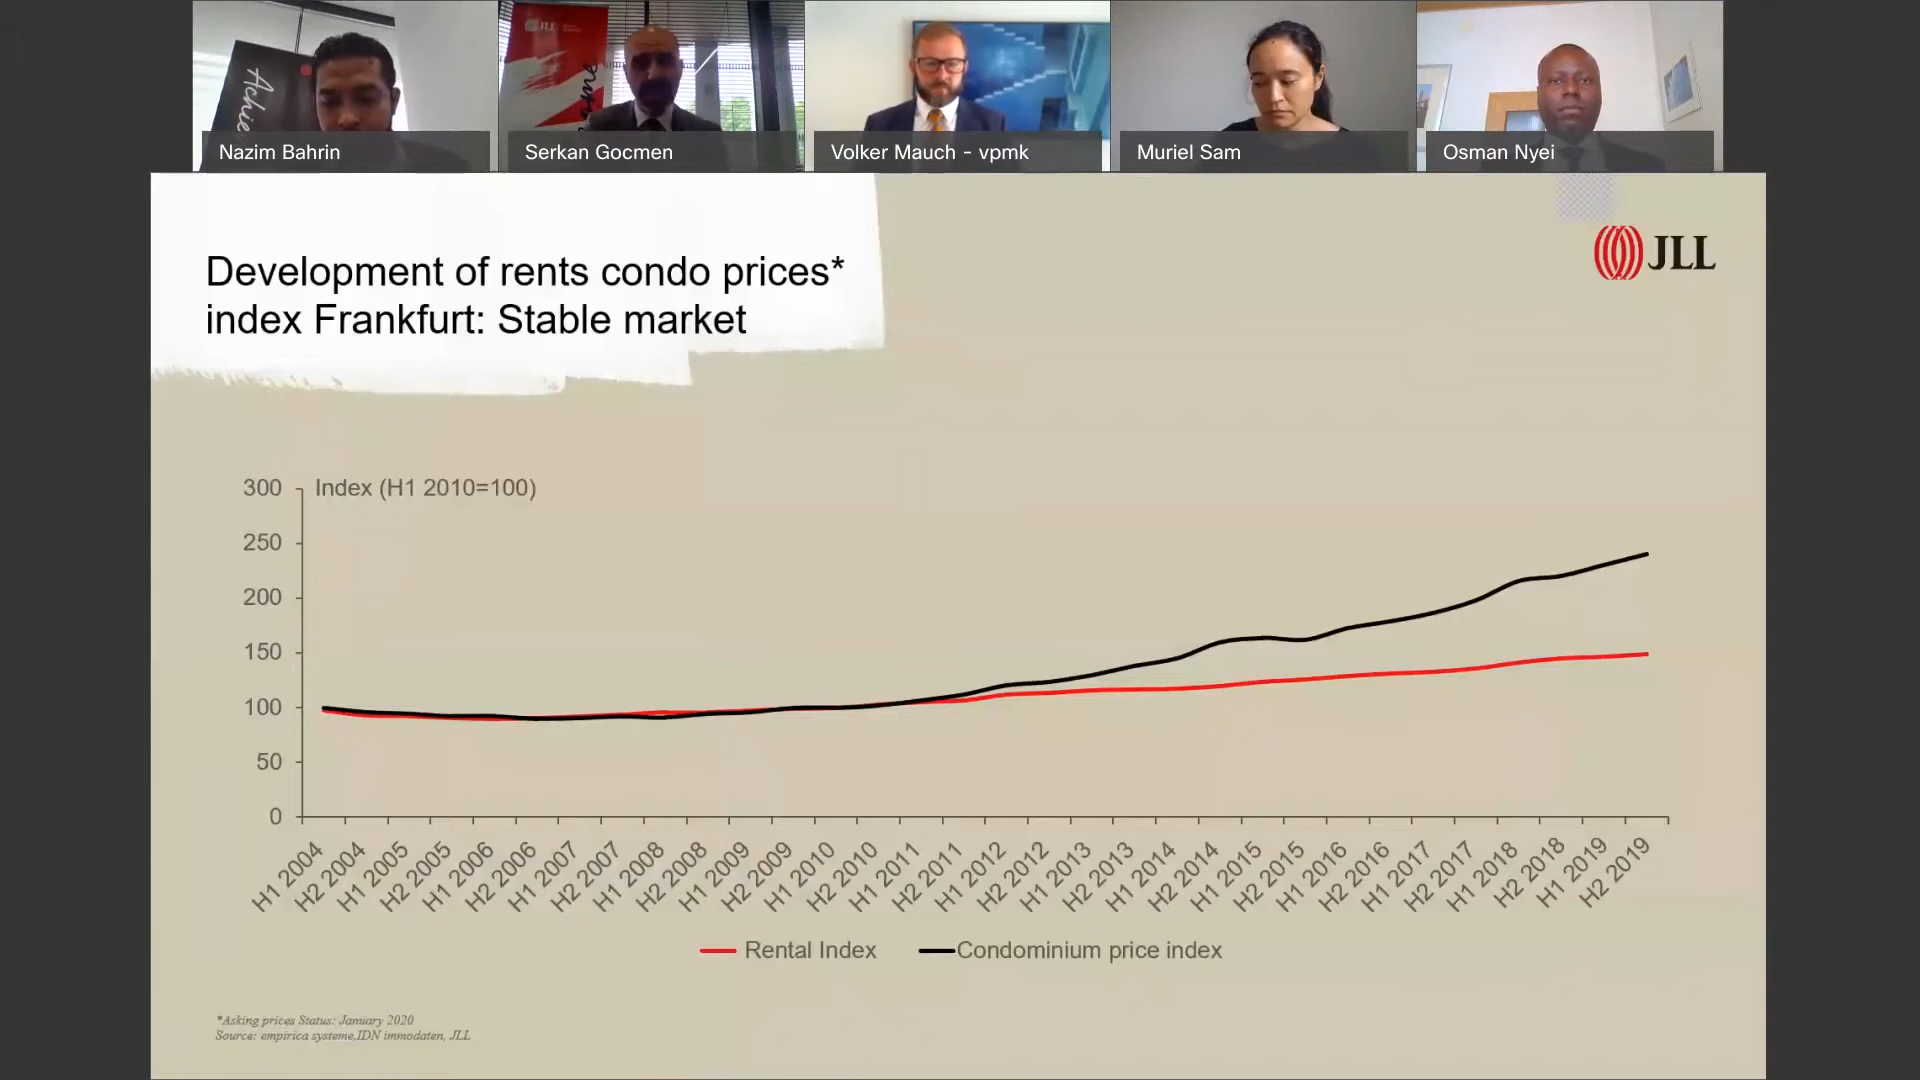 Achie
JLL
Nazim Bahrin
Serkan Gocmen
Volker Mauch - vpmk
Muriel Sam
Osman Nyei
JLL
Development of rents condo prices*
index Frankfurt: Stable market
Index (H1 2010=100)
300
250
200
150
100
50
0
H1 2004
H2 2004
H1 2005
H2 2005
H1 2006
H2 2006
H1 2007
H2 2007
H1 2008
H2 2008
H1 2009
H2 2009
H1 2010
H2 2010
H1 2011
H2 2011
H1 2012
H2 2012
H1 2013
H2 2013
H1 2014
H2 2014
H1 2015
H2 2015
H1 2016
H2 2016
H1 2017
H2 2017
H1 2018
H2 2018
H1 2019
H2 2019
Rental Index
Condominium price index
*Asking prices Status: January 2020
Source: empirica systeme,IDN immodaten, JLL